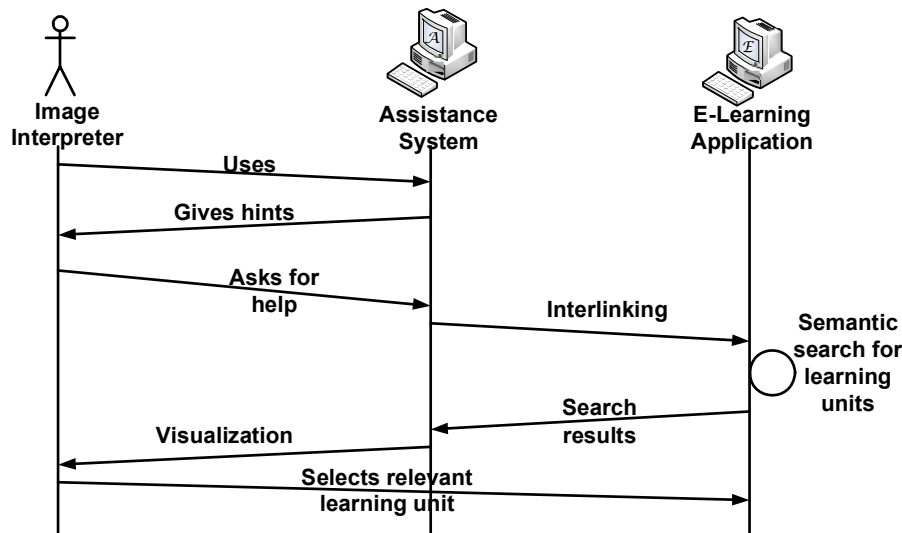 A
E
Image
Interpreter
Assistance
System
E-Learning
Application
Uses
Gives hints
Asks for
help
Interlinking
Semantic
search for
learning
units
Search
results
Visualization
Selects relevant
learning unit